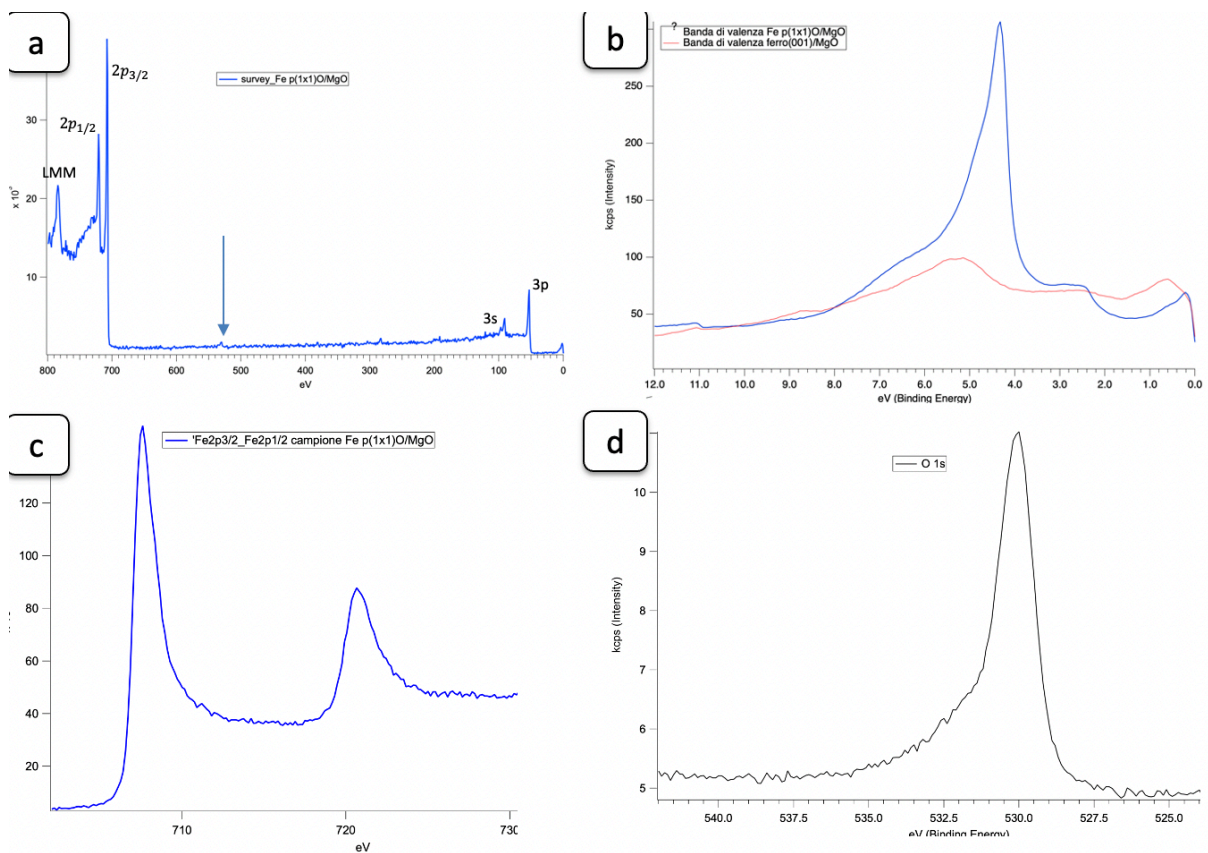 a
survey_Fe p(1x1)O/MgO
2p3/2
2p1/2
LMM
3s
3p
30
20
10
800 700 600 500 400 300 200 100 0
eV
b
? Banda di valenza Fe p(1x1)O/MgO
Banda di valenza ferro(001)/MgO
kcps (Intensity)
250
200
150
100
50
12.0 11.0 10.0 9.0 8.0 7.0 6.0 5.0 4.0 3.0 2.0 1.0 0.0
eV (Binding Energy)
c
'Fe2p3/2_Fe2p1/2 campione Fe p(1x1)O/MgO
120
100
80
60
40
20
710 720 730
eV
d
O 1s
kcps (Intensity)
10
9
8
7
6
5
540.0 537.5 535.0 532.5 530.0 527.5 525.0
eV (Binding Energy)